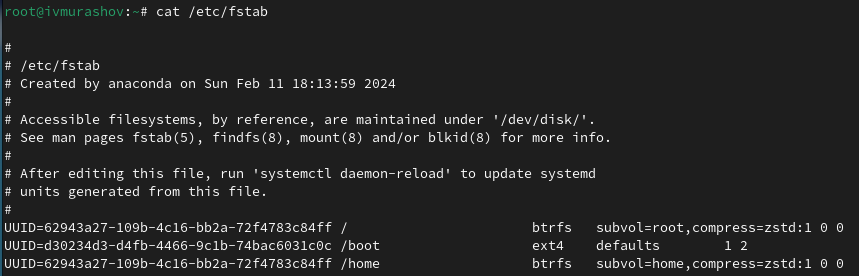 root@ivmurashov:~# cat /etc/fstab
#
# /etc/fstab
# Created by anaconda on Sun Feb 11 18:13:59 2024
#
# Accessible filesystems, by reference, are maintained under '/dev/disk/'.
# See man pages fstab(5), findfs(8), mount(8) and/or blkid(8) for more info.
#
# After editing this file, run 'systemctl daemon-reload' to update systemd
# units generated from this file.
#
UUID=62943a27-109b-4c16-bb2a-72f4783c84ff /                       btrfs   subvol=root,compress=zstd:1 0 0
UUID=d30234d3-d4fb-4466-9c1b-74bac6031c0c /boot                   ext4    defaults        1 2
UUID=62943a27-109b-4c16-bb2a-72f4783c84ff /home                   btrfs   subvol=home,compress=zstd:1 0 0